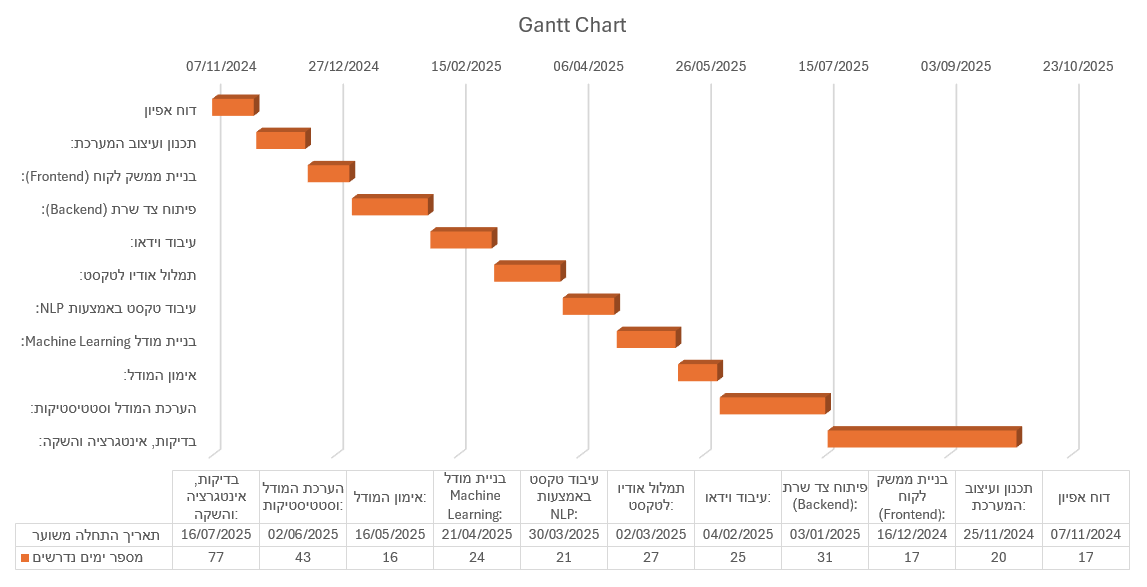 Gantt Chart
07/11/2024 27/12/2024 15/02/2025 06/04/2025 26/05/2025 15/07/2025 03/09/2025 23/10/2025
דוח אפיון
תכנון ועיצוב המערכת:
בניית ממשק לקוח (Frontend):
פיתוח צד שרת (Backend):
עיבוד וידאו:
תמלול אודיו לטקסט:
עיבוד טקסט באמצעות NLP:
בניית מודל Machine Learning:
אימון המודל:
הערכת המודל וסטטיסטיקות:
בדיקות, אינטגרציה והשקה:
דוח אפיון
תכנון ועיצוב
המערכת:
בניית ממשק
לקוח
(Frontend):
פיתוח צד שרת
(Backend):
עיבוד וידאו:
תמלול אודיו
לטקסט:
עיבוד טקסט
באמצעות
NLP:
בניית מודל
Machine
Learning:
אימון המודל:
הערכת המודל
וסטטיסטיקות:
בדיקות,
אינטגרציה
והשקה:
תאריך התחלה משוער 16/07/2025 02/06/2025 16/05/2025 21/04/2025 30/03/2025 02/03/2025 04/02/2025 03/01/2025 16/12/2024 25/11/2024 07/11/2024
מספר ימים נדרשים 77 43 16 24 21 27 25 31 17 20 17